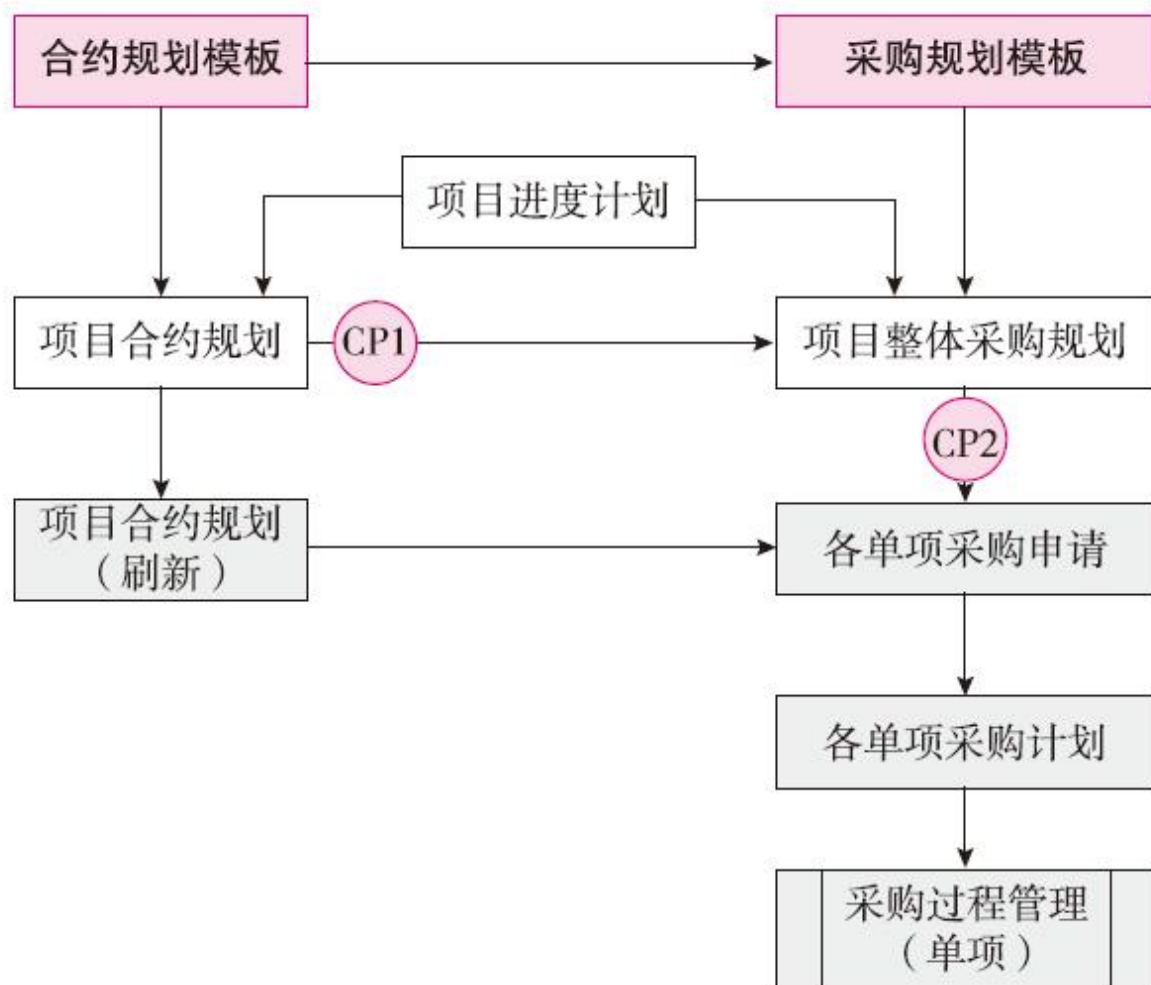 合约规划模板
采购规划模板
项目进度计划
项目合约规划
CP1
项目整体采购规划
CP2
项目合约规划
（刷新）
各单项采购申请
各单项采购计划
采购过程管理
（单项）